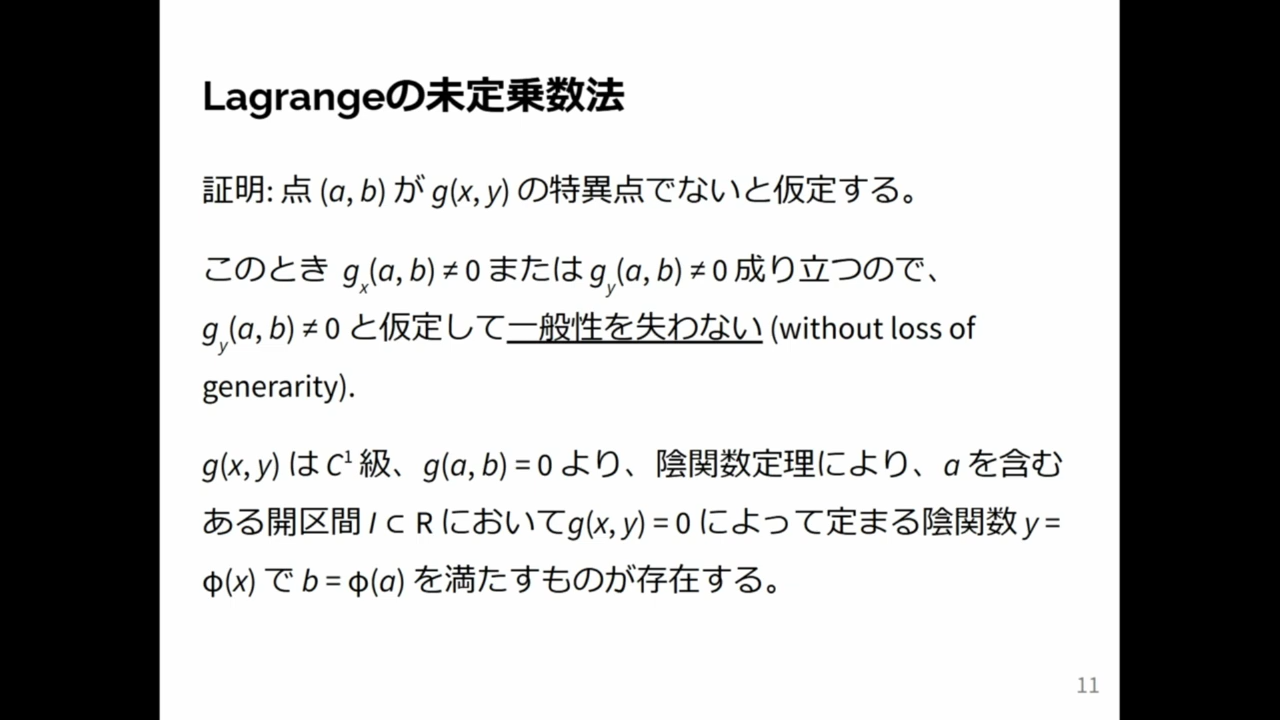 Lagrangeの未定乗数法
証明: 点 (a, b) が g(x, y) の特異点でないと仮定する。
このとき gx(a, b) ≠ 0 または gy(a, b) ≠ 0 成り立つので、
gy(a, b) ≠ 0 と仮定して一般性を失わない (without loss of
generarity).
g(x, y) は C¹ 級、g(a, b) = 0 より、陰関数定理により、a を含む
ある開区間 I ⊂ R においてg(x, y) = 0 によって定まる陰関数 y =
φ(x) で b = φ(a) を満たすものが存在する。
11